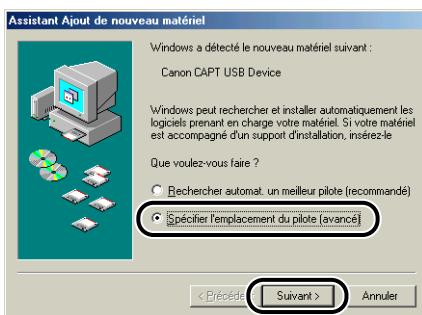 Assistant Ajout de nouveau matériel
Windows a détecté le nouveau matériel suivant :
Canon CAPT USB Device
Windows peut rechercher et installer automatiquement les
logiciels prenant en charge votre matériel. Si votre matériel
est accompagné d'un support d'installation, insérez-le
Que voulez-vous faire ?
Rechercher automat. un meilleur pilote (recommandé)
Spécifier l'emplacement du pilote (avancé)
< Précéde Suivant > Annuler